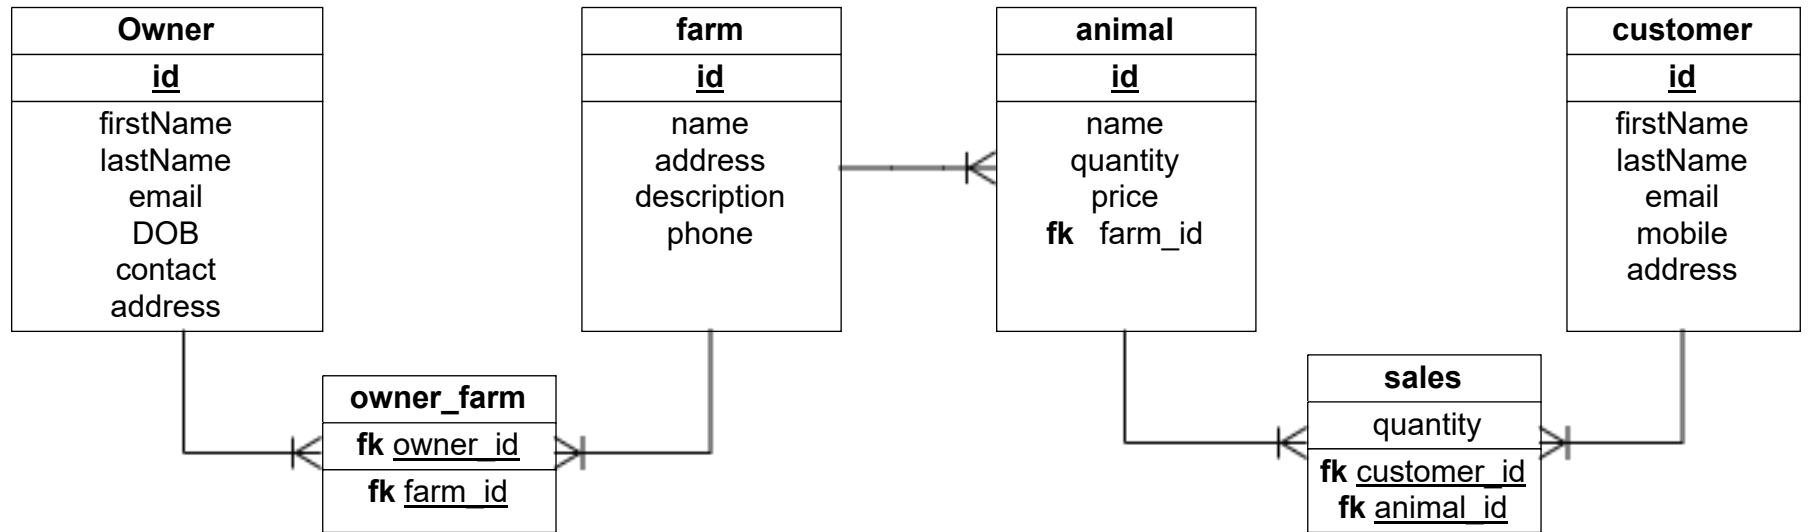 Owner
id
firstName
lastName
email
DOB
contact
address
farm
id
name
address
description
phone
animal
id
name
quantity
price
fk farm_id
customer
id
firstName
lastName
email
mobile
address
owner_farm
fk owner_id
fk farm_id
sales
quantity
fk customer_id
fk animal_id